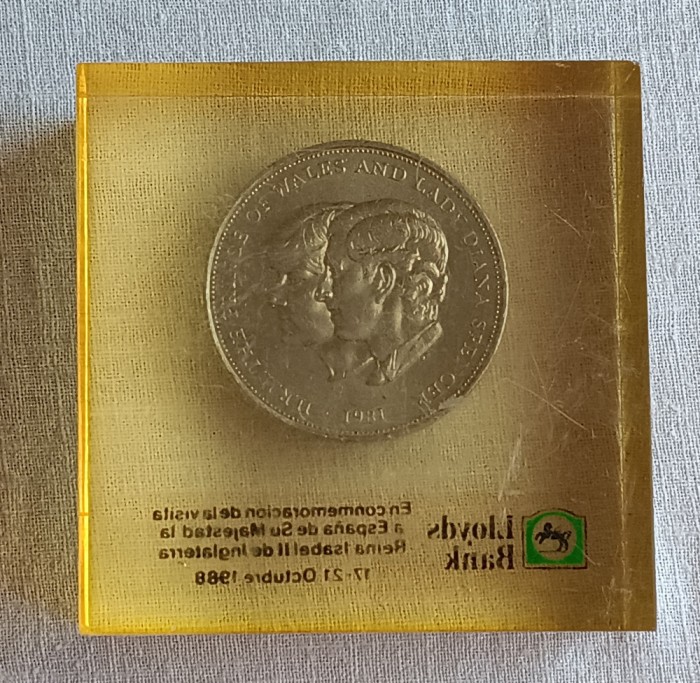 H.R.H. THE PRINCE OF WALES AND LADY DIANA SPENCER
1981
En conmemoracion de la visita
a España de Su Majestad la
Reina Isabel II de Inglaterra
17-21 Octubre 1988
Lloyds
Bank